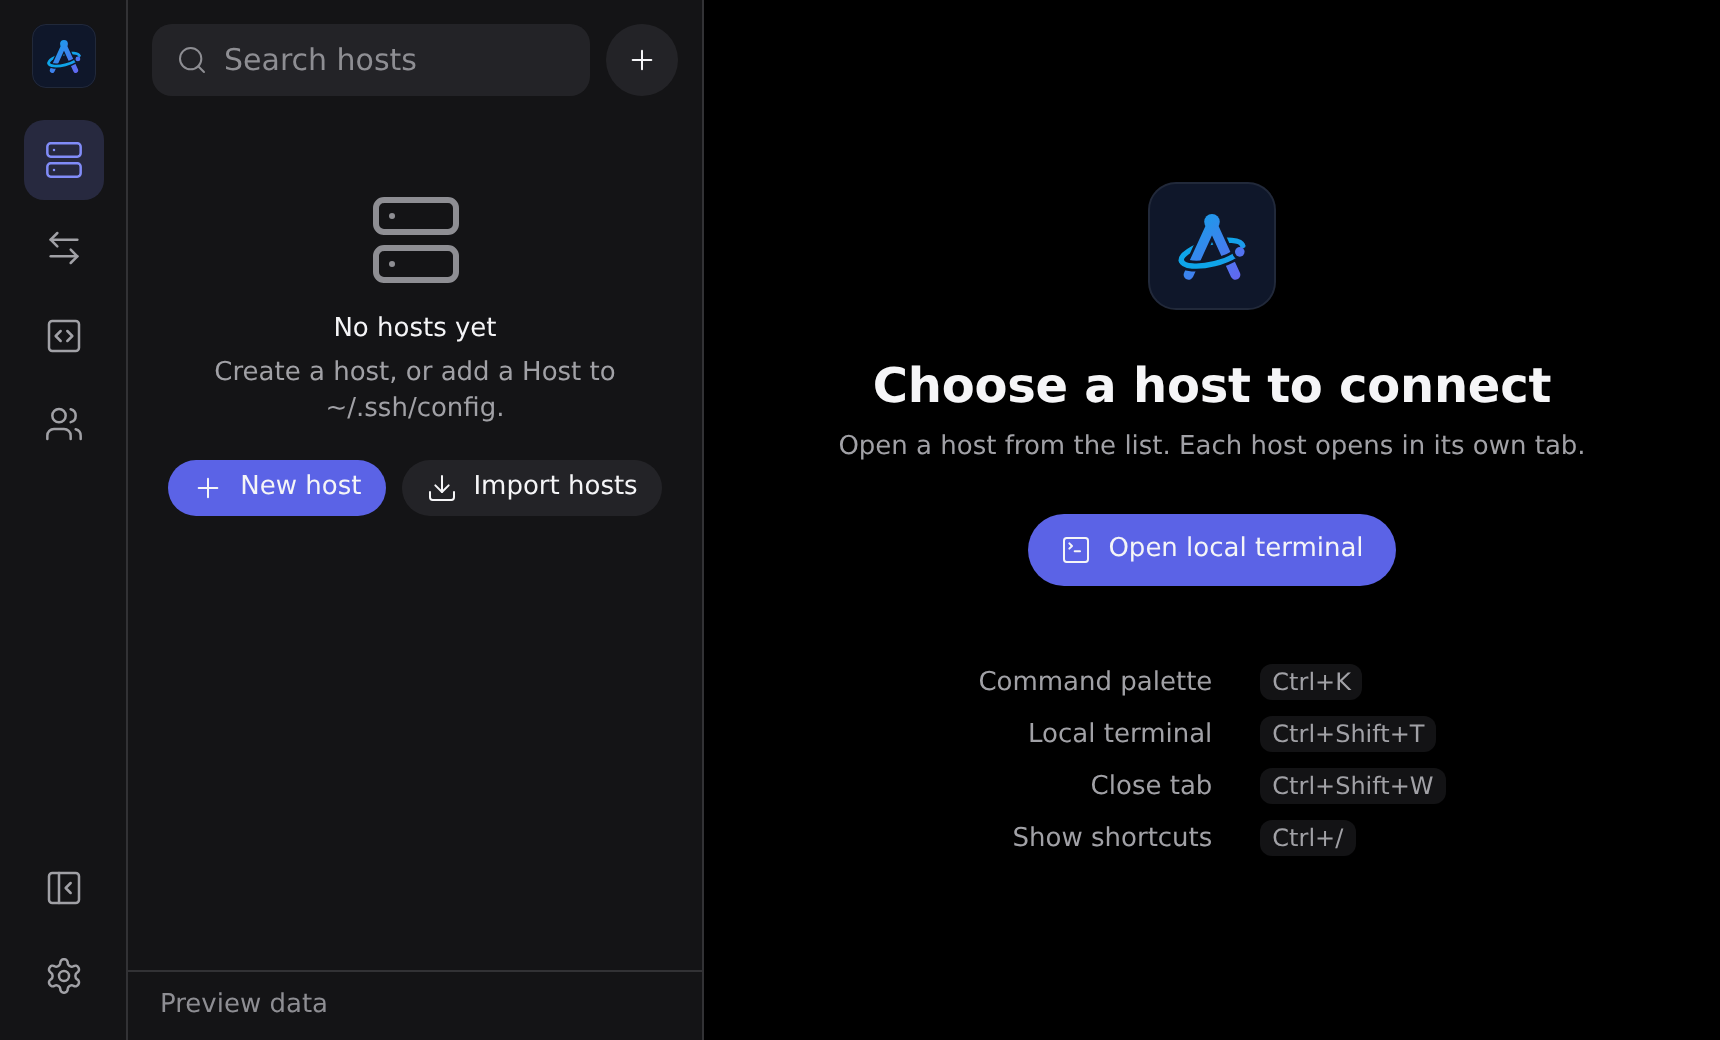 Search hosts
No hosts yet
Create a host, or add a Host to
~/.ssh/config.
New host
Import hosts
Preview data
Choose a host to connect
Open a host from the list. Each host opens in its own tab.
Open local terminal
Command palette Ctrl+K
Local terminal Ctrl+Shift+T
Close tab Ctrl+Shift+W
Show shortcuts Ctrl+/